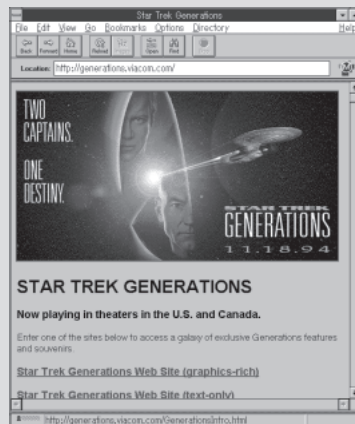 Star Trek Generations
File Edit View Go Bookmarks Options Directory Help
Back Forward Home Reload Images Open Find Stop
Location: http://generations.viacom.com/
TWO
CAPTAINS.
ONE
DESTINY.
STAR TREK
GENERATIONS
11.18.94
STAR TREK GENERATIONS
Now playing in theaters in the U.S. and Canada.
Enter one of the sites below to access a galaxy of exclusive Generations features
and souvenirs.
Star Trek Generations Web Site (graphics-rich)
Star Trek Generations Web Site (text-only)
http://generations.viacom.com/GenerationsIntro.html